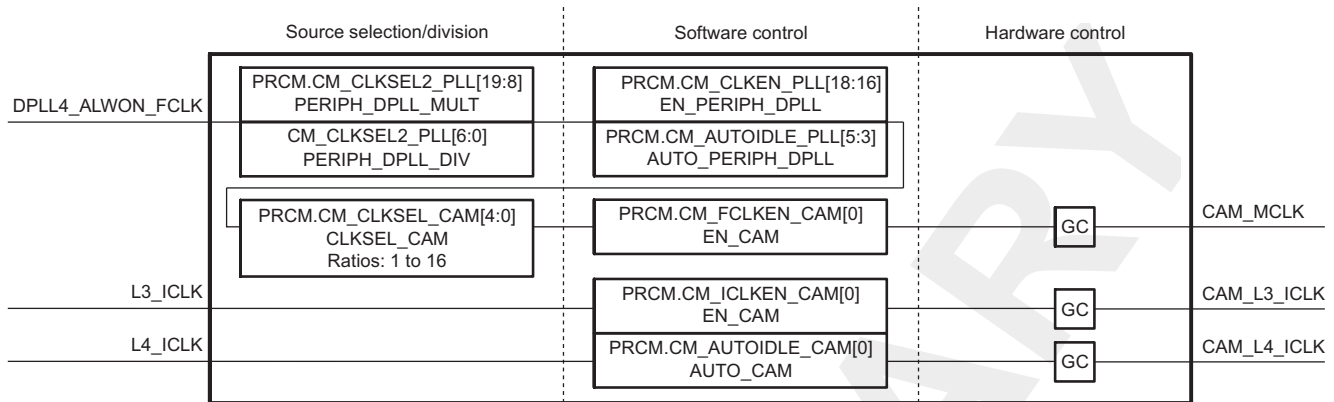 Source selection/division
Software control
Hardware control
DPLL4_ALWON_FCLK
PRCM.CM_CLKSEL2_PLL[19:8]
PERIPH_DPLL_MULT
CM_CLKSEL2_PLL[6:0]
PERIPH_DPLL_DIV
PRCM.CM_CLKEN_PLL[18:16]
EN_PERIPH_DPLL
PRCM.CM_AUTOIDLE_PLL[5:3]
AUTO_PERIPH_DPLL
PRCM.CM_CLKSEL_CAM[4:0]
CLKSEL_CAM
Ratios: 1 to 16
PRCM.CM_FCLKEN_CAM[0]
EN_CAM
GC
CAM_MCLK
L3_ICLK
PRCM.CM_ICLKEN_CAM[0]
EN_CAM
GC
CAM_L3_ICLK
L4_ICLK
PRCM.CM_AUTOIDLE_CAM[0]
AUTO_CAM
GC
CAM_L4_ICLK